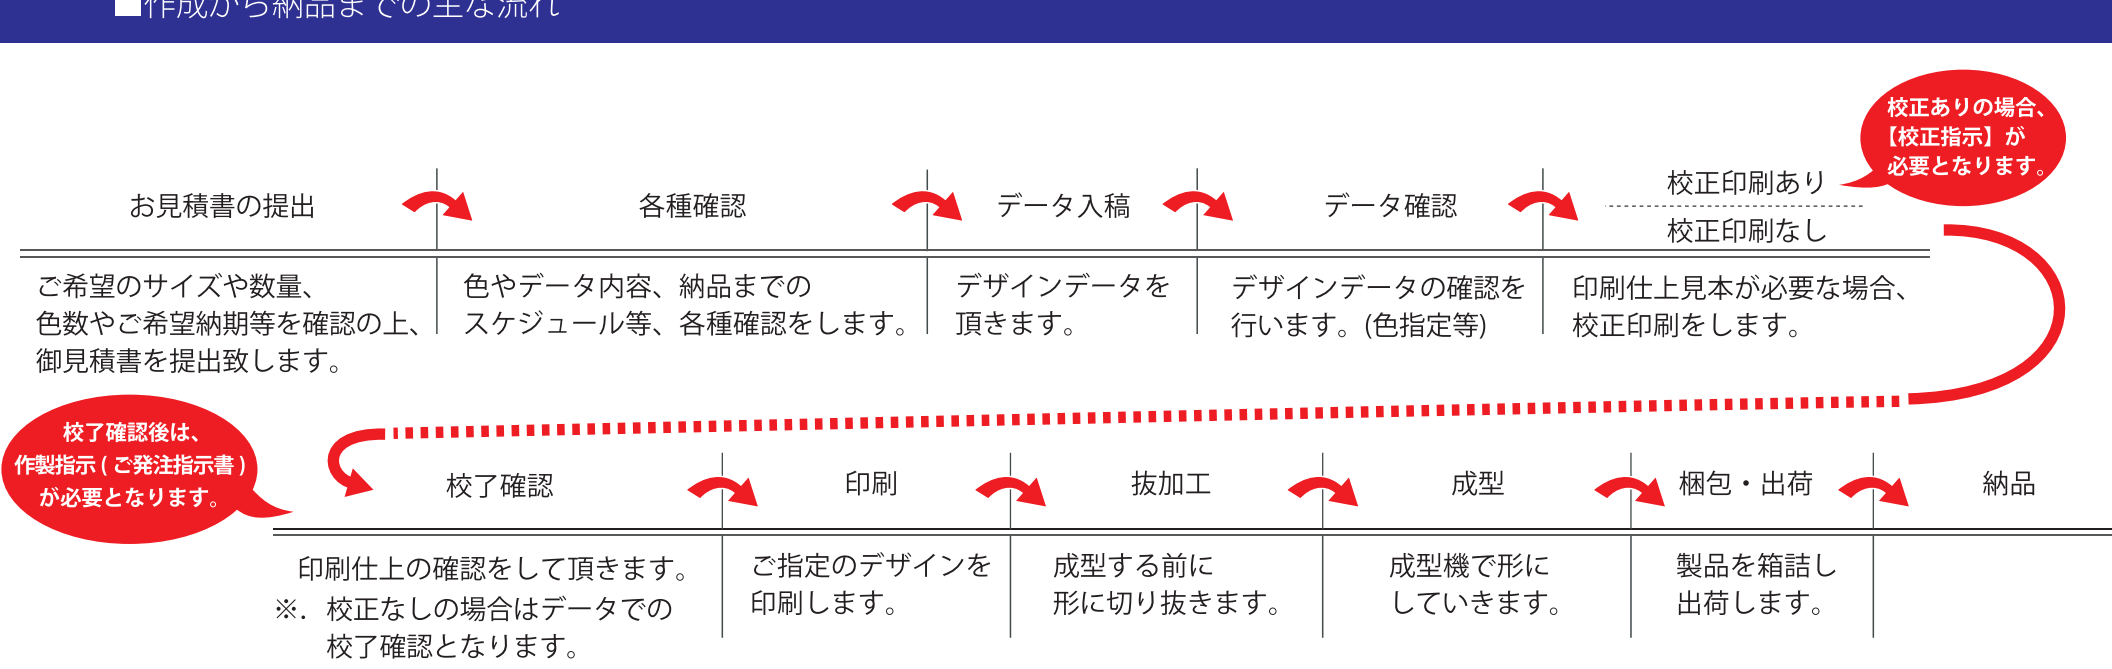 ■作成から納品までの主な流れ
校正ありの場合、
【校正指示】が
必要となります。
お見積書の提出
各種確認
データ入稿
データ確認
校正印刷あり
校正印刷なし
ご希望のサイズや数量、
色数やご希望納期等を確認の上、
御見積書を提出致します。
色やデータ内容、納品までの
スケジュール等、各種確認をします。
デザインデータを
頂きます。
デザインデータの確認を
行います。(色指定等)
印刷仕上見本が必要な場合、
校正印刷をします。
校了確認後は、
作製指示(ご発注指示書)
が必要となります。
校了確認
印刷
抜加工
成型
梱包・出荷
納品
印刷仕上の確認をして頂きます。
※. 校正なしの場合はデータでの
校了確認となります。
ご指定のデザインを
印刷します。
成型する前に
形に切り抜きます。
成型機で形に
していきます。
製品を箱詰し
出荷します。